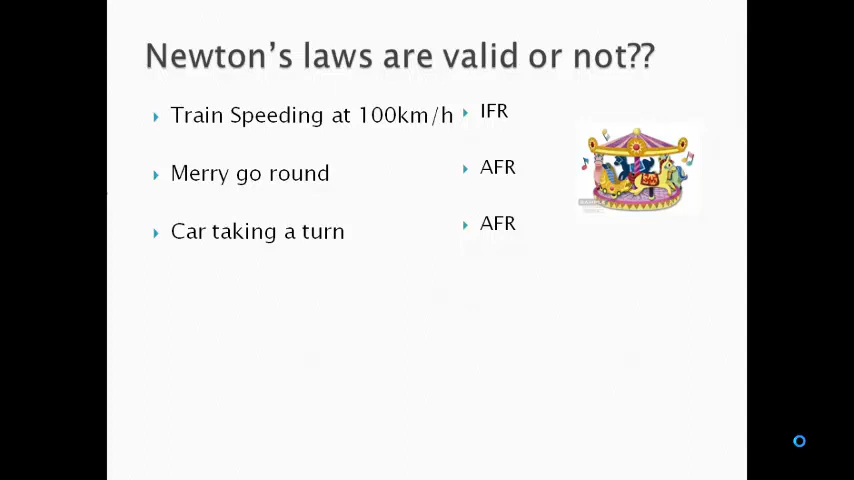 Newton's laws are valid or not??
Train Speeding at 100km/h
IFR
Merry go round
AFR
Car taking a turn
AFR